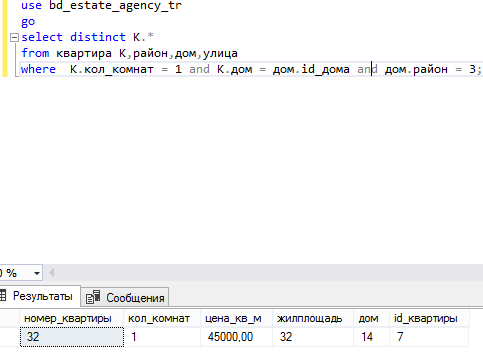 use bd_estate_agency_tr
go
select distinct K.*
from квартира K,район,дом,улица
where  K.кол_комнат = 1 and K.дом = дом.id_дома and дом.район = 3;
0 %
Результаты Сообщения
номер_квартиры кол_комнат цена_кв_м жилплощадь дом id_квартиры
32 1 45000,00 32 14 7